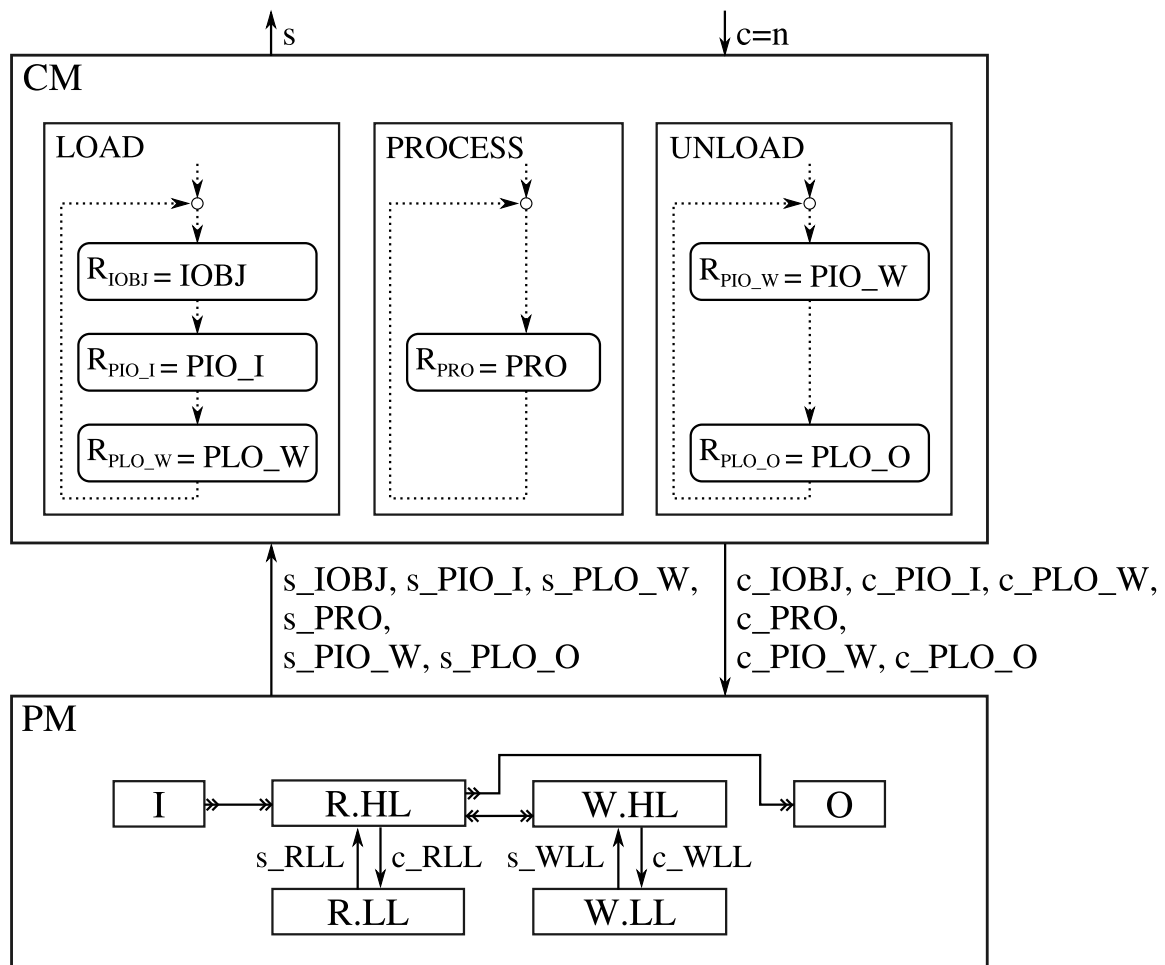 s
c=n
CM
LOAD
PROCESS
UNLOAD
R_IOBJ = IOBJ
R_PIO_W = PIO_W
R_PIO_I = PIO_I
R_PRO = PRO
R_PLO_W = PLO_W
R_PLO_O = PLO_O
s_IOBJ, s_PIO_I, s_PLO_W,
s_PRO,
s_PIO_W, s_PLO_O
c_IOBJ, c_PIO_I, c_PLO_W,
c_PRO,
c_PIO_W, c_PLO_O
PM
I
R.HL
W.HL
O
s_RLL
c_RLL
s_WLL
c_WLL
R.LL
W.LL